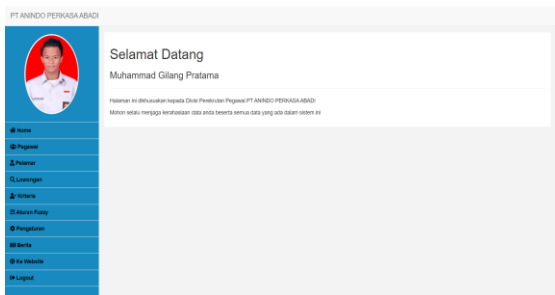 PT ANINDO PERKASA ABADI
Selamat Datang
Muhammad Gilang Pratama
Halaman ini dikhususkan kepada Divisi Perekrutan Pegawai PT ANINDO PERKASA ABADI
Mohon selalu menjaga kerahasiaan data anda beserta semua data yang ada dalam sistem ini
Home
Pegawai
Pelamar
Lowongan
Kriteria
Aturan Fuzzy
Pengaturan
Berita
Ke Website
Logout